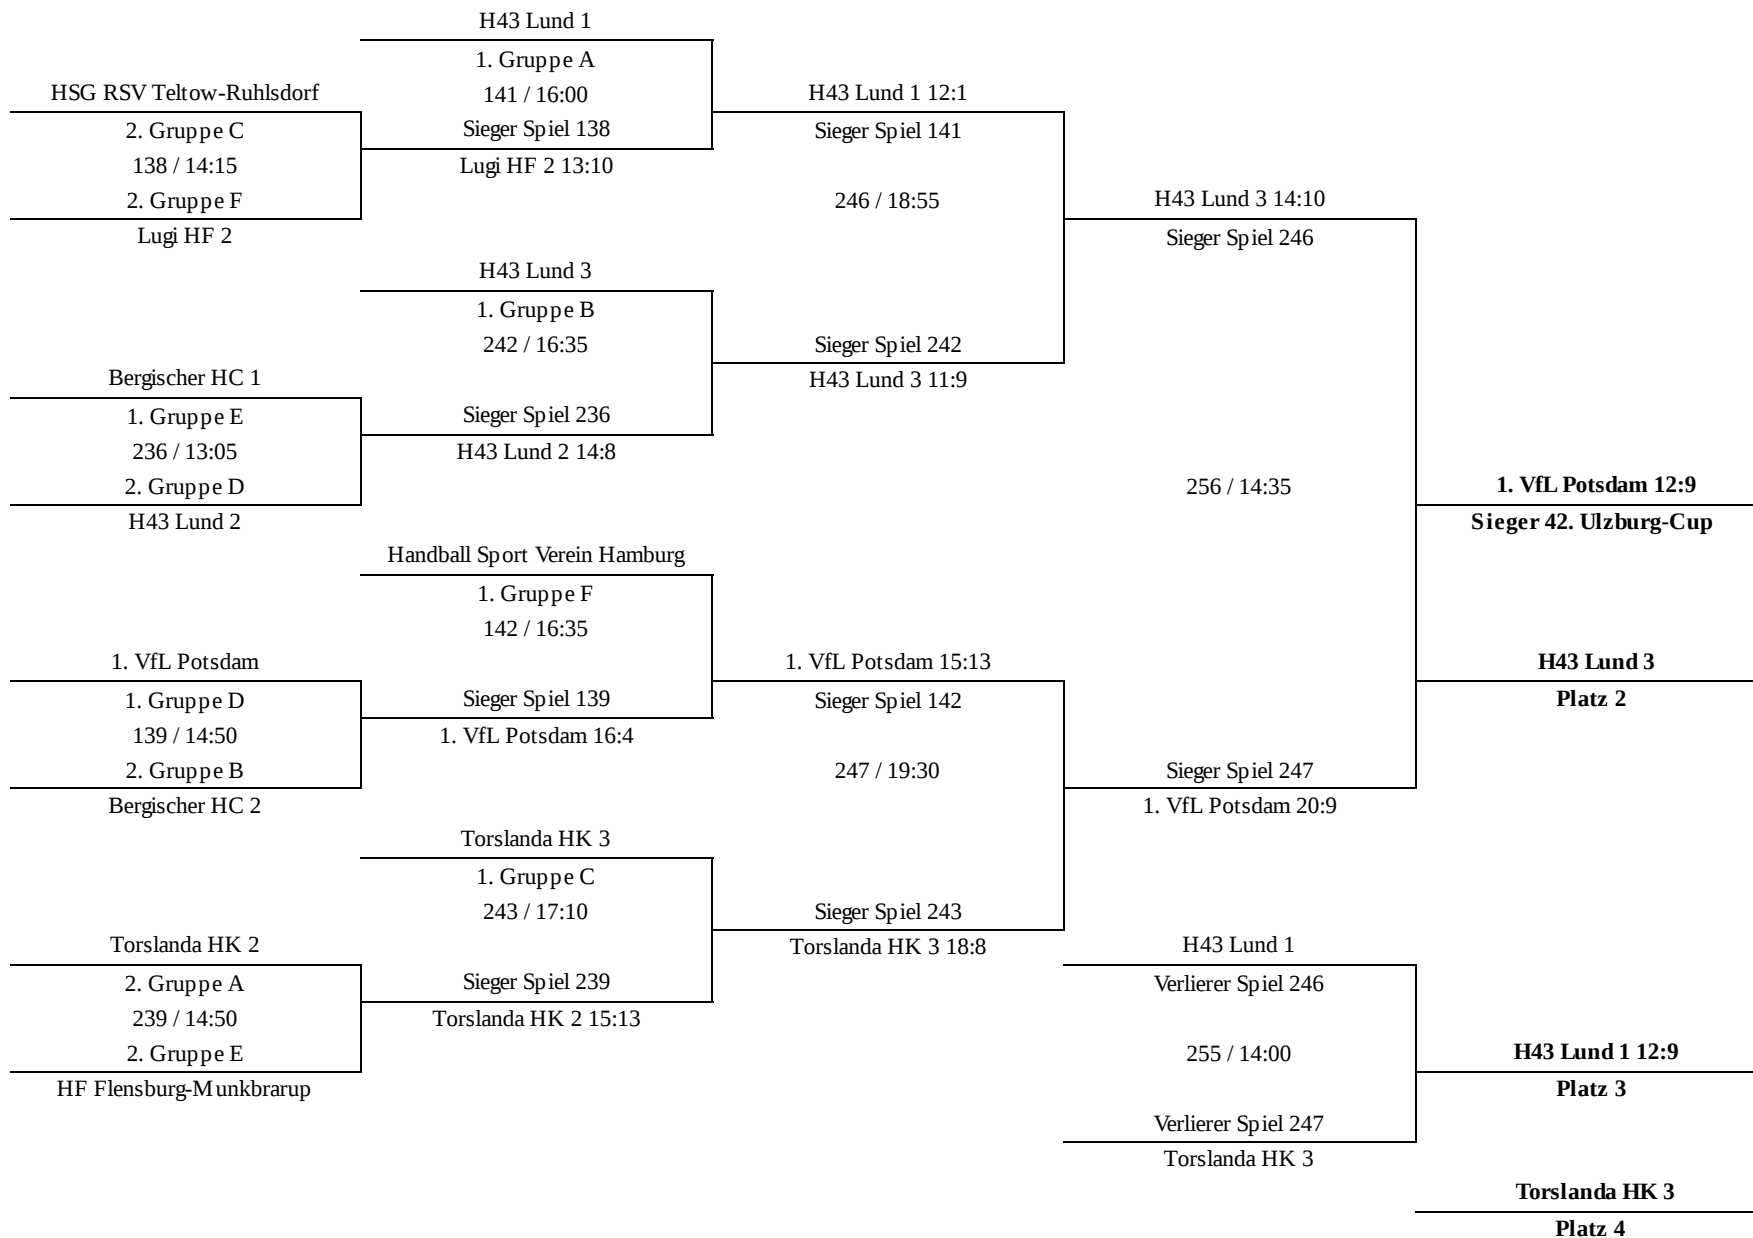 H43 Lund 1
1. Gruppe A
HSG RSV Teltow-Ruhlsdorf
141 / 16:00
H43 Lund 1 12:1
2. Gruppe C
Sieger Spiel 138
Sieger Spiel 141
138 / 14:15
Lugi HF 2 13:10
2. Gruppe F
246 / 18:55
H43 Lund 3 14:10
Lugi HF 2
Sieger Spiel 246
H43 Lund 3
1. Gruppe B
242 / 16:35
Sieger Spiel 242
Bergischer HC 1
H43 Lund 3 11:9
1. Gruppe E
Sieger Spiel 236
236 / 13:05
H43 Lund 2 14:8
2. Gruppe D
256 / 14:35
1. VfL Potsdam 12:9
H43 Lund 2
Sieger 42. Ulzburg-Cup
Handball Sport Verein Hamburg
1. Gruppe F
142 / 16:35
1. VfL Potsdam
1. VfL Potsdam 15:13
H43 Lund 3
1. Gruppe D
Sieger Spiel 139
Sieger Spiel 142
Platz 2
139 / 14:50
1. VfL Potsdam 16:4
2. Gruppe B
247 / 19:30
Sieger Spiel 247
Bergischer HC 2
1. VfL Potsdam 20:9
Torslanda HK 3
1. Gruppe C
243 / 17:10
Sieger Spiel 243
Torslanda HK 2
Torslanda HK 3 18:8
H43 Lund 1
2. Gruppe A
Sieger Spiel 239
Verlierer Spiel 246
239 / 14:50
Torslanda HK 2 15:13
2. Gruppe E
255 / 14:00
H43 Lund 1 12:9
HF Flensburg-Munkbrarup
Platz 3
Verlierer Spiel 247
Torslanda HK 3
Torslanda HK 3
Platz 4